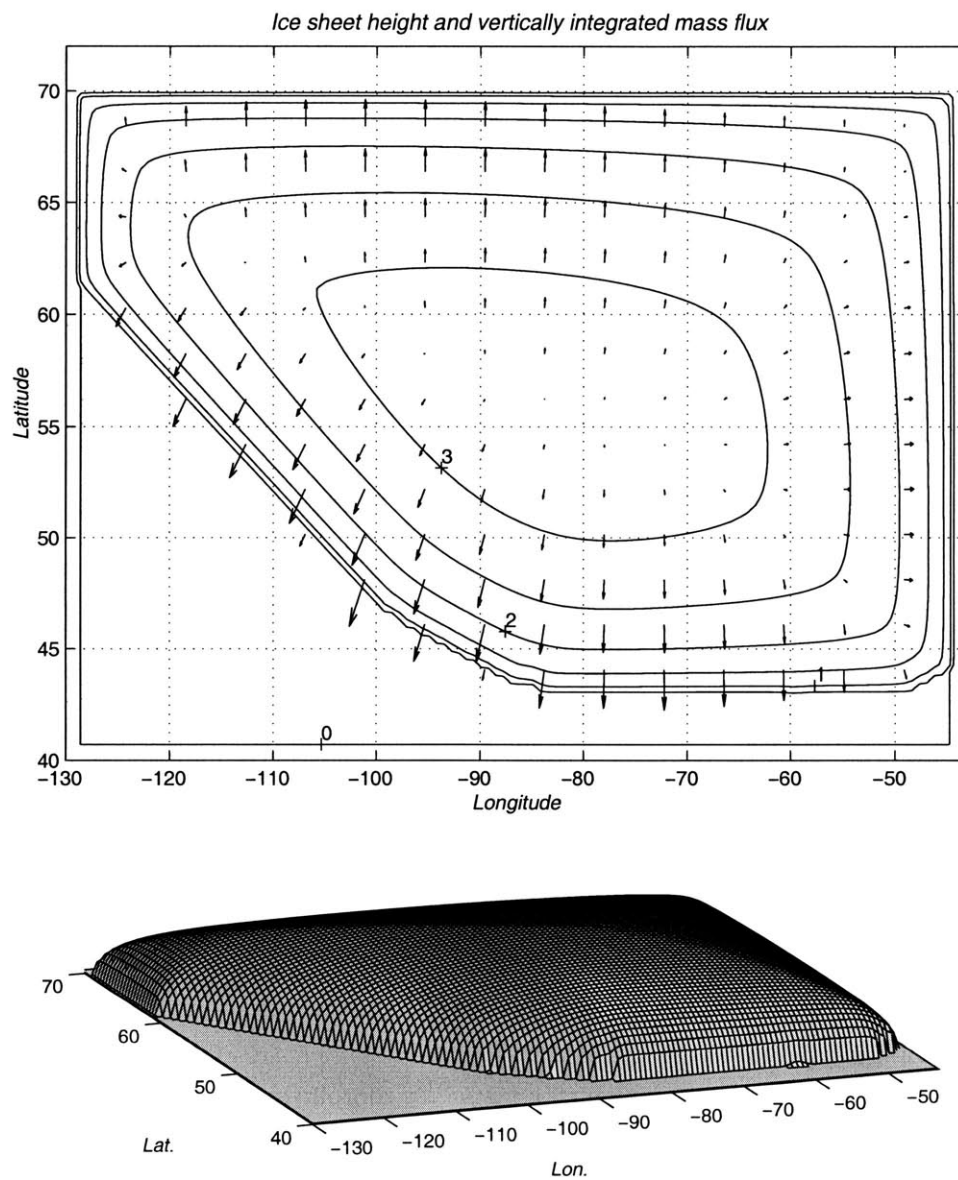 Ice sheet height and vertically integrated mass flux
70
65
60
55
50
45
40
Latitude
3
2
1
0
−130 −120 −110 −100 −90 −80 −70 −60 −50
Longitude
70
60
50
40
Lat.
−130 −120 −110 −100 −90 −80 −70 −60 −50
Lon.